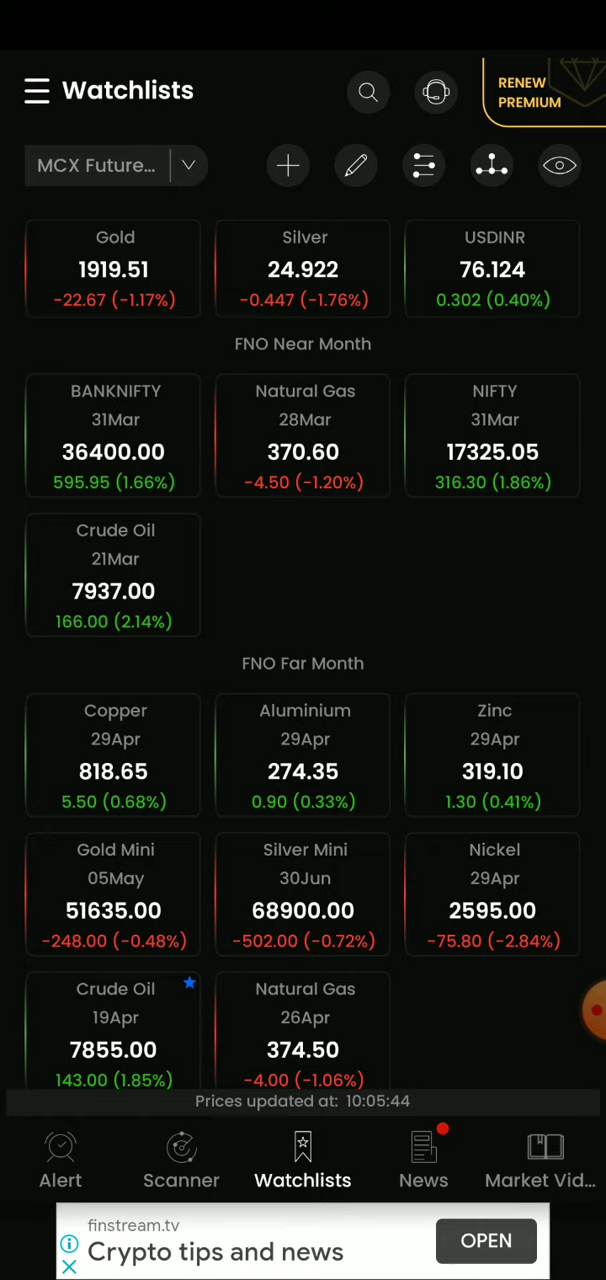 Watchlists
RENEW
PREMIUM
MCX Future...
Gold
1919.51
-22.67 (-1.17%)
Silver
24.922
-0.447 (-1.76%)
USDINR
76.124
0.302 (0.40%)
FNO Near Month
BANKNIFTY
31Mar
36400.00
595.95 (1.66%)
Natural Gas
28Mar
370.60
-4.50 (-1.20%)
NIFTY
31Mar
17325.05
316.30 (1.86%)
Crude Oil
21Mar
7937.00
166.00 (2.14%)
FNO Far Month
Copper
29Apr
818.65
5.50 (0.68%)
Aluminium
29Apr
274.35
0.90 (0.33%)
Zinc
29Apr
319.10
1.30 (0.41%)
Gold Mini
05May
51635.00
-248.00 (-0.48%)
Silver Mini
30Jun
68900.00
-502.00 (-0.72%)
Nickel
29Apr
2595.00
-75.80 (-2.84%)
Crude Oil
19Apr
7855.00
143.00 (1.85%)
Natural Gas
26Apr
374.50
-4.00 (-1.06%)
Prices updated at: 10:05:44
Alert
Scanner
Watchlists
News
Market Vid...
finstream.tv
Crypto tips and news
OPEN